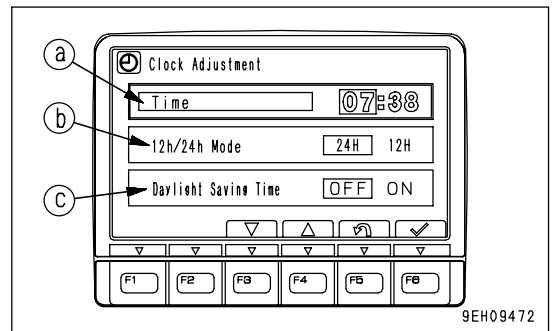 a
Clock Adjustment
Time 07:38
b
12h/24h Mode 24H 12H
c
Daylight Saving Time OFF ON
F1 F2 F3 F4 F5 F6
9EH09472